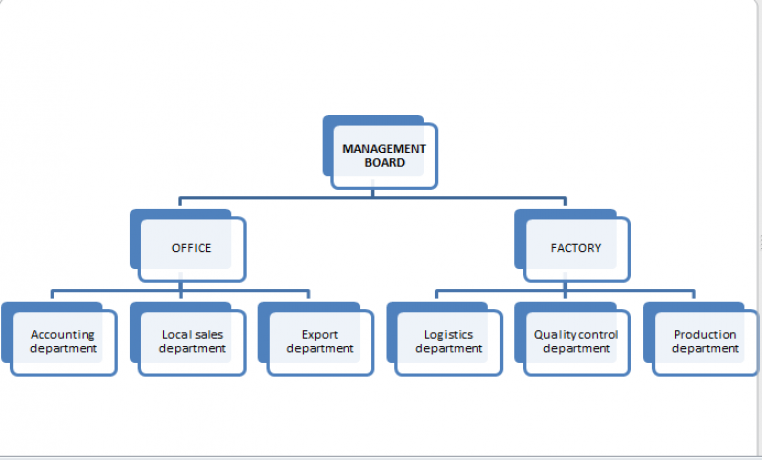 MANAGEMENT
BOARD
OFFICE
FACTORY
Accounting
department
Local sales
department
Export
department
Logistics
department
Quality control
department
Production
department